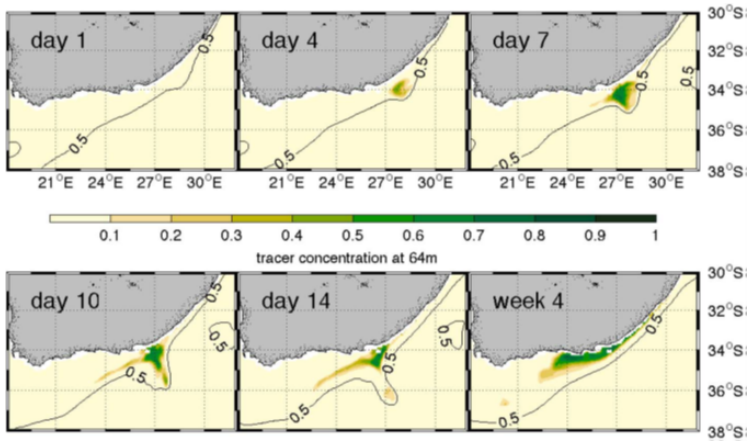 day 1 day 4 day 7
0.5 0.5 0.5 0.5 0.5 0.5 0.5
30°S
32°S
34°S
36°S
38°S
21°E 24°E 27°E 30°E 21°E 24°E 27°E 30°E 21°E 24°E 27°E 30°E
0.1 0.2 0.3 0.4 0.5 0.6 0.7 0.8 0.9 1
tracer concentration at 64m
day 10 day 14 week 4
0.5 0.5 0.5 0.5 0.5 0.5 0.5 0.5
30°S
32°S
34°S
36°S
38°S